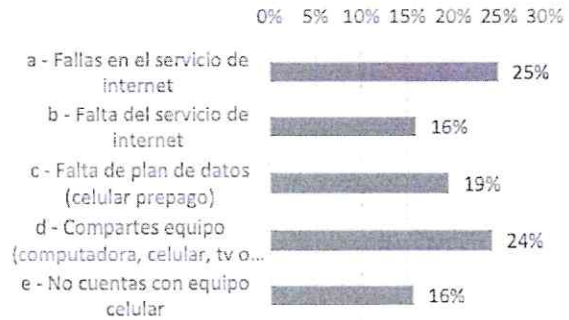 0% 5% 10% 15% 20% 25% 30%
a - Fallas en el servicio de
internet
25%
b - Falta del servicio de
internet
16%
c - Falta de plan de datos
(celular prepago)
19%
d - Compartes equipo
(computadora, celular, tv o...
24%
e - No cuentas con equipo
celular
16%